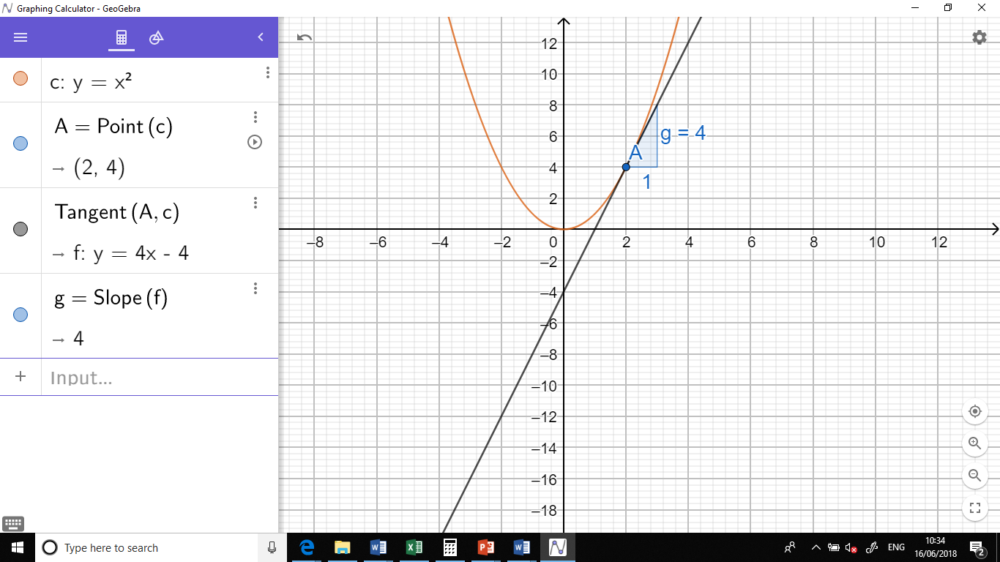 Graphing Calculator - GeoGebra
c: y = x²
A = Point (c)
→ (2, 4)
Tangent (A, c)
→ f: y = 4x - 4
g = Slope (f)
→ 4
+ Input...
12
10
8
6
4
2
–8 –6 –4 –2 0 2 4 6 8 10 12
–2
–4
–6
–8
–10
–12
–14
–16
–18
g = 4
A
1
Type here to search
ENG
10:34
16/06/2018
2